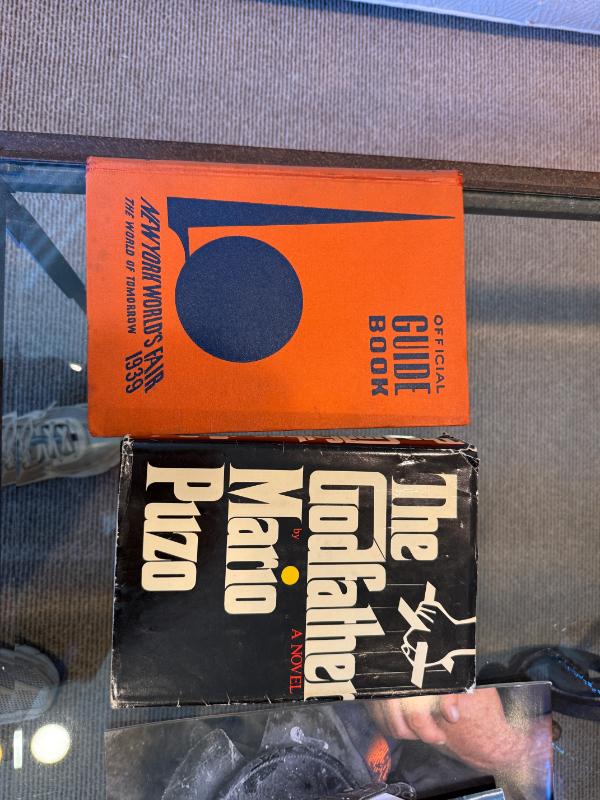 OFFICIAL
GUIDE
BOOK
NEW YORK WORLD'S FAIR
THE WORLD OF TOMORROW 1939
The
Godfather
A NOVEL
by
Mario
Puzo